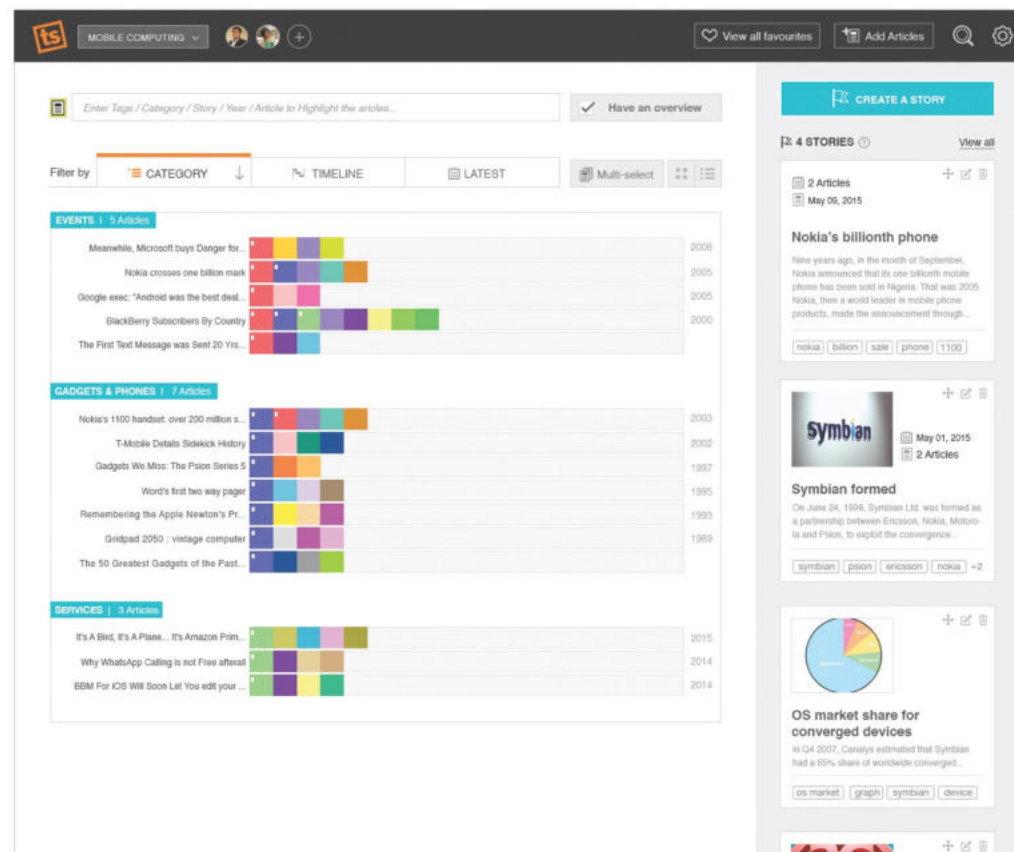 ts
MOBILE COMPUTING
View all favourites
Add Articles
Enter Tags / Category / Story / Year / Article to Highlight the arioles...
Have an overview
Filter by
CATEGORY
TIMELINE
LATEST
Multi-select
EVENTS | 5 Articles
Meanwhile, Microsoft buys Danger for... 2008
Nokia crosses one billion mark 2005
Google exec: "Android was the best deal... 2005
BlackBerry Subscribers By Country 2000
The First Text Message was Sent 20 Yrs...
GADGETS & PHONES | 7 Articles
Nokia's 1100 handset: over 200 million s... 2003
T-Mobile Details Sidekick History 2002
Gadgets We Miss: The Psion Series 5 1997
Word's first two way pager 1995
Remembering the Apple Newton's Pr... 1993
Gridpad 2050 : vintage computer 1989
The 50 Greatest Gadgets of the Past...
SERVICES | 3 Articles
It's A Bird, It's A Plane... It's Amazon Prim... 2015
Why WhatsApp Calling is not Free afterall 2014
BBM For iOS Will Soon Let You edit your ... 2014
CREATE A STORY
4 STORIES ?
View all
2 Articles
May 09, 2015
Nokia's billionth phone
Nine years ago, in the month of September,
Nokia announced that its one billionth mobile
phone has been sold in Nigeria. That was 2005
Nokia, then a world leader in mobile phone
products, made the announcement through...
nokia billion sale phone 1100
symbian
May 01, 2015
2 Articles
Symbian formed
On June 24, 1998, Symbian Ltd. was formed as
a partnership between Ericsson, Nokia, Motoro-
la and Psion, to exploit the convergence...
symbian psion ericsson nokia +2
Symbian
OS market share for
converged devices
In Q4 2007, Canalys estimated that Symbian
had a 65% share of worldwide converged...
os market graph symbian device